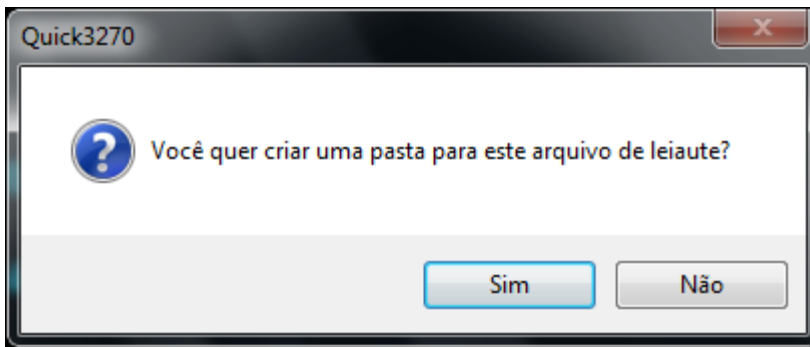 Quick3270
Você quer criar uma pasta para este arquivo de leiaute?
Sim
Não